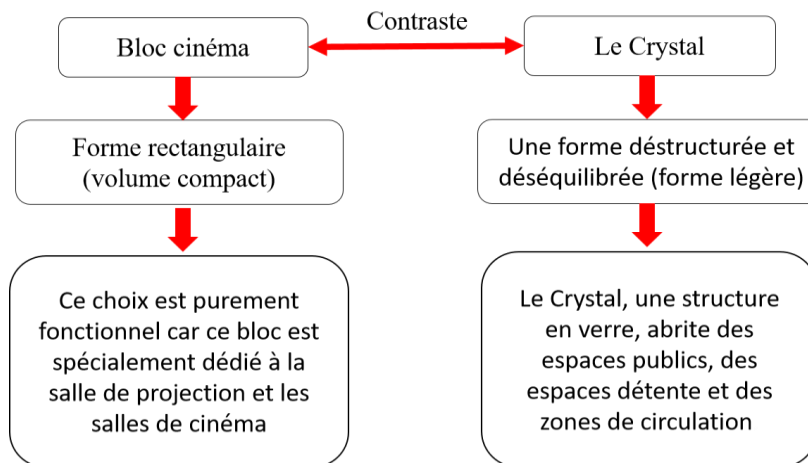 Contraste
Bloc cinéma
Le Crystal
Forme rectangulaire
(volume compact)
Une forme déstructurée et
déséquilibrée (forme légère)
Ce choix est purement
fonctionnel car ce bloc est
spécialement dédié à la
salle de projection et les
salles de cinéma
Le Crystal, une structure
en verre, abrite des
espaces publics, des
espaces détente et des
zones de circulation